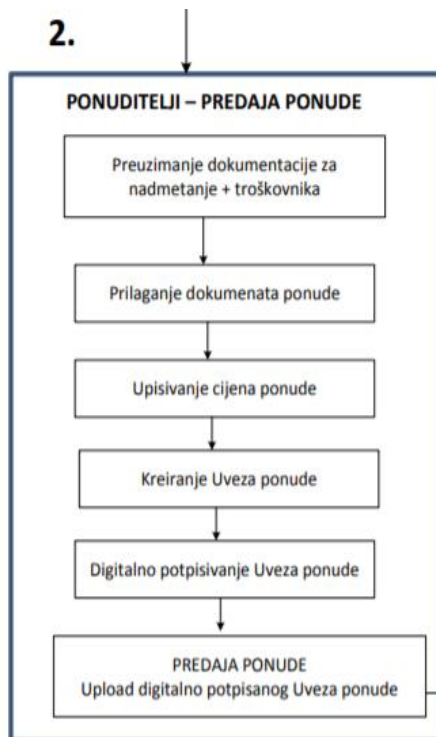 2.
PONUDITELJI – PREDAJA PONUDE
Preuzimanje dokumentacije za
nadmetanje + troškovnika
Prilaganje dokumenata ponude
Upisivanje cijena ponude
Kreiranje Uveza ponude
Digitalno potpisivanje Uveza ponude
PREDAJA PONUDE
Upload digitalno potpisanog Uveza ponude